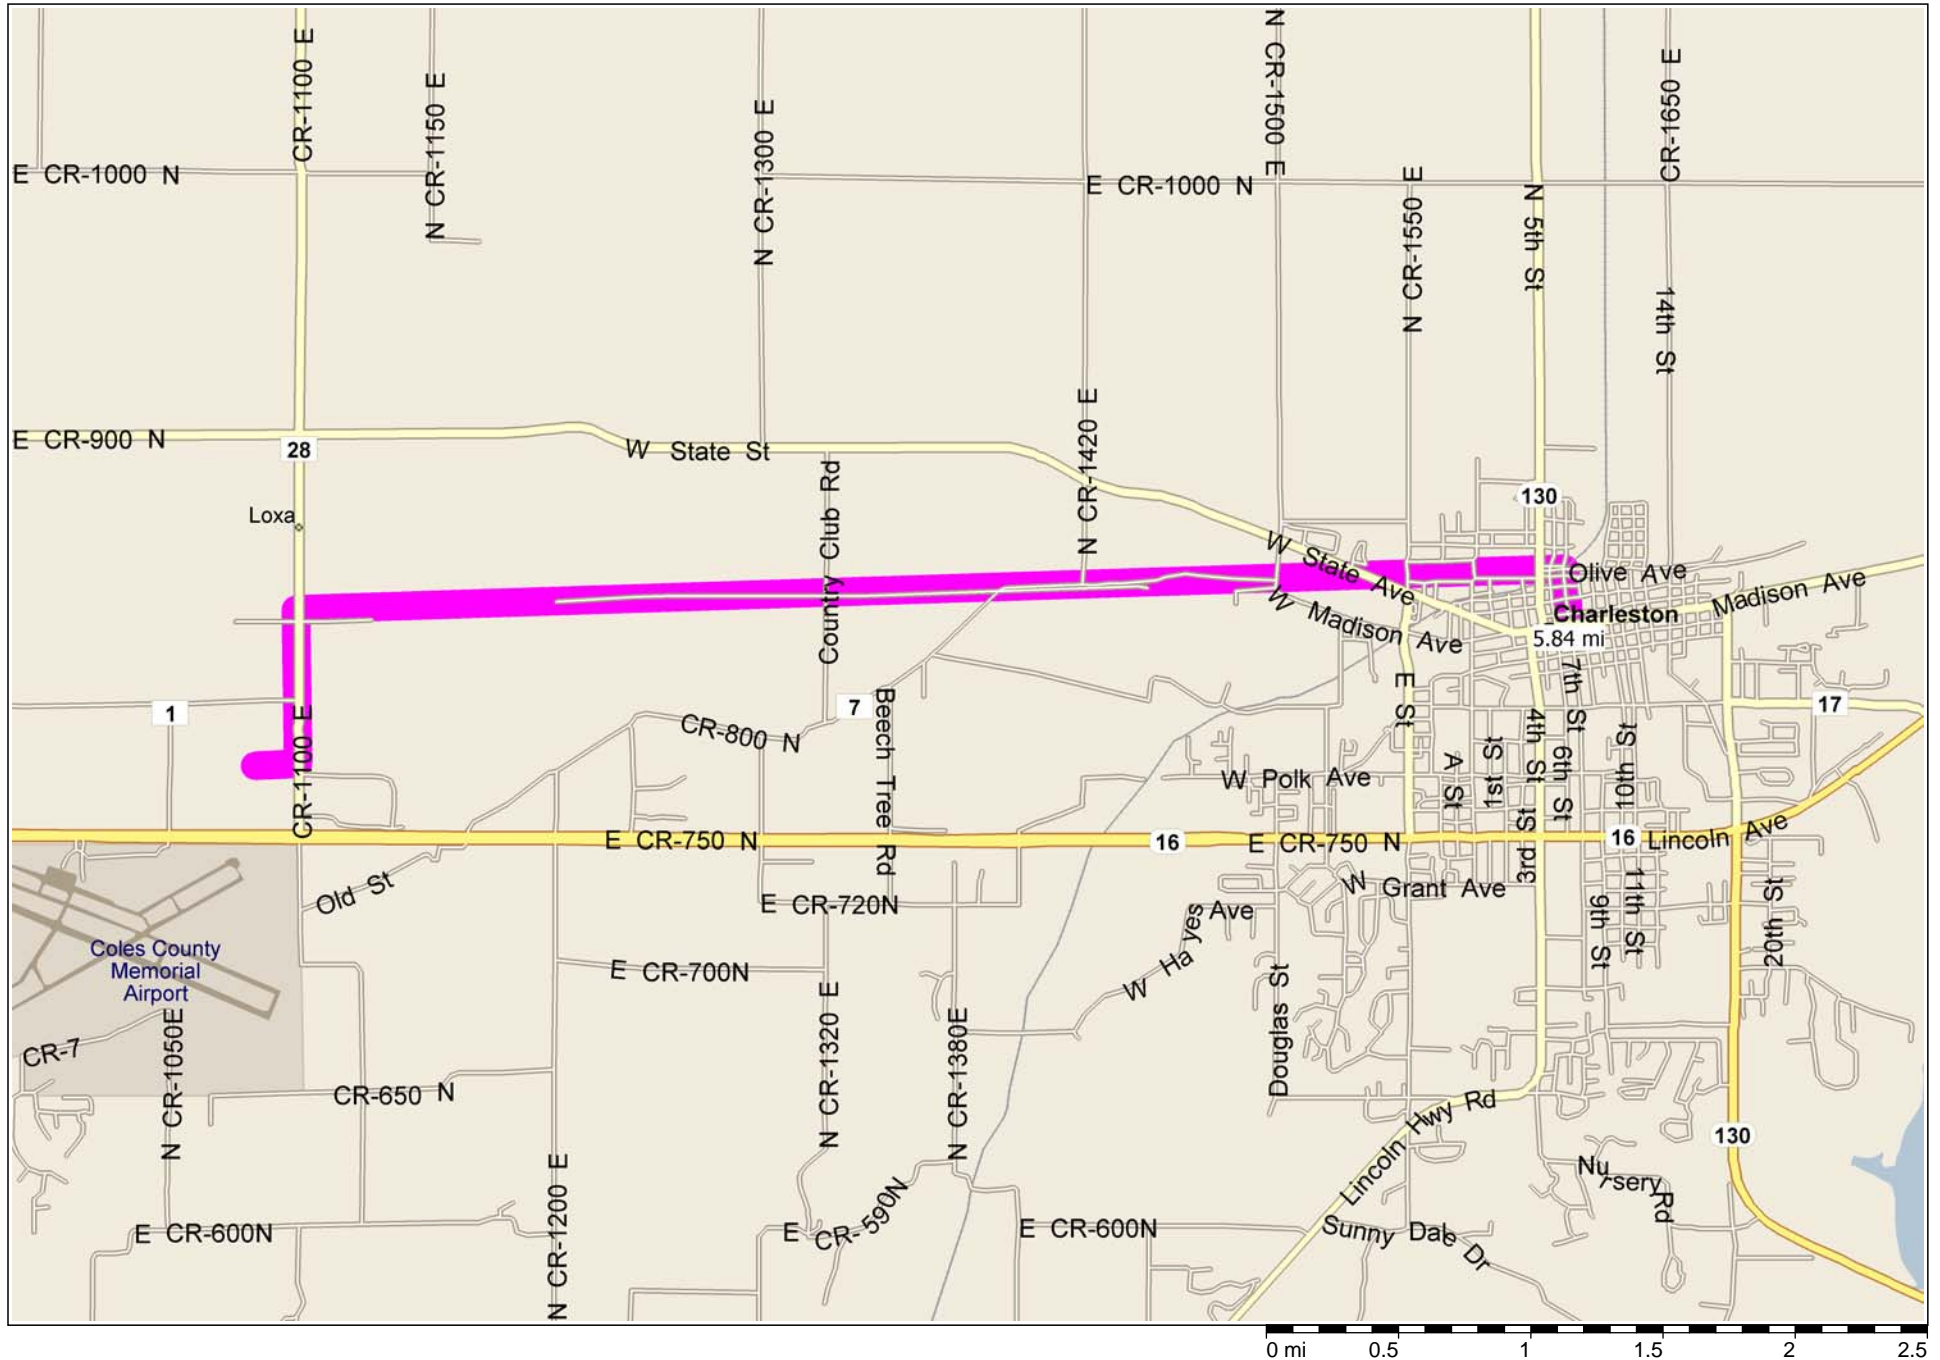 CR-1100 E
N CR-1150 E
N CR-1300 E
N CR-1500 E
CR-1650 E
E CR-1000 N
E CR-1000 N
N CR-1550 E
N 5th St
14th St
E CR-900 N
28
W State St
N CR-1420 E
Country Club Rd
130
Loxa
W State Ave
Olive Ave
Madison Ave
W Madison Ave
Charleston
5.84 mi
1
CR-1100 E
7
Beech Tree Rd
CR-800 N
E St
7th St
17
4th St
6th St
10th St
A St
1st St
W Polk Ave
3rd St
E CR-750 N
16
E CR-750 N
16
Lincoln Ave
Old St
E CR-720N
W Grant Ave
W Hayes Ave
9th St
11th St
20th St
Coles County
Memorial
Airport
E CR-700N
Douglas St
CR-7
N CR-1050E
N CR-1320 E
N CR-1380E
CR-650 N
Lincoln Hwy Rd
130
Nursery Rd
N CR-1200 E
E CR-600N
E CR-590N
E CR-600N
Sunny Dale Dr
0 mi 0.5 1 1.5 2 2.5